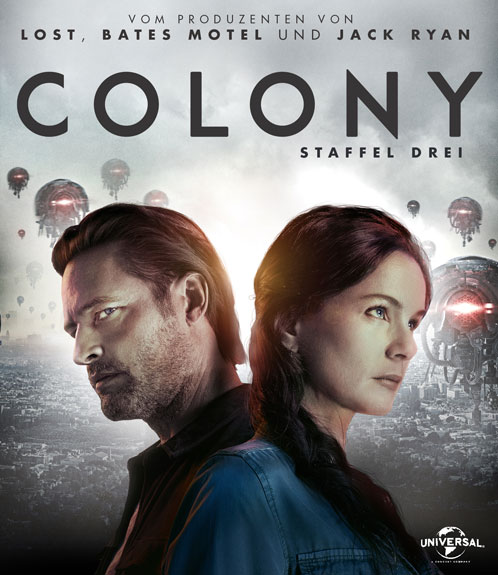 VOM PRODUZENTEN VON
LOST, BATES MOTEL UND JACK RYAN
COLONY
STAFFEL DREI
UNIVERSAL